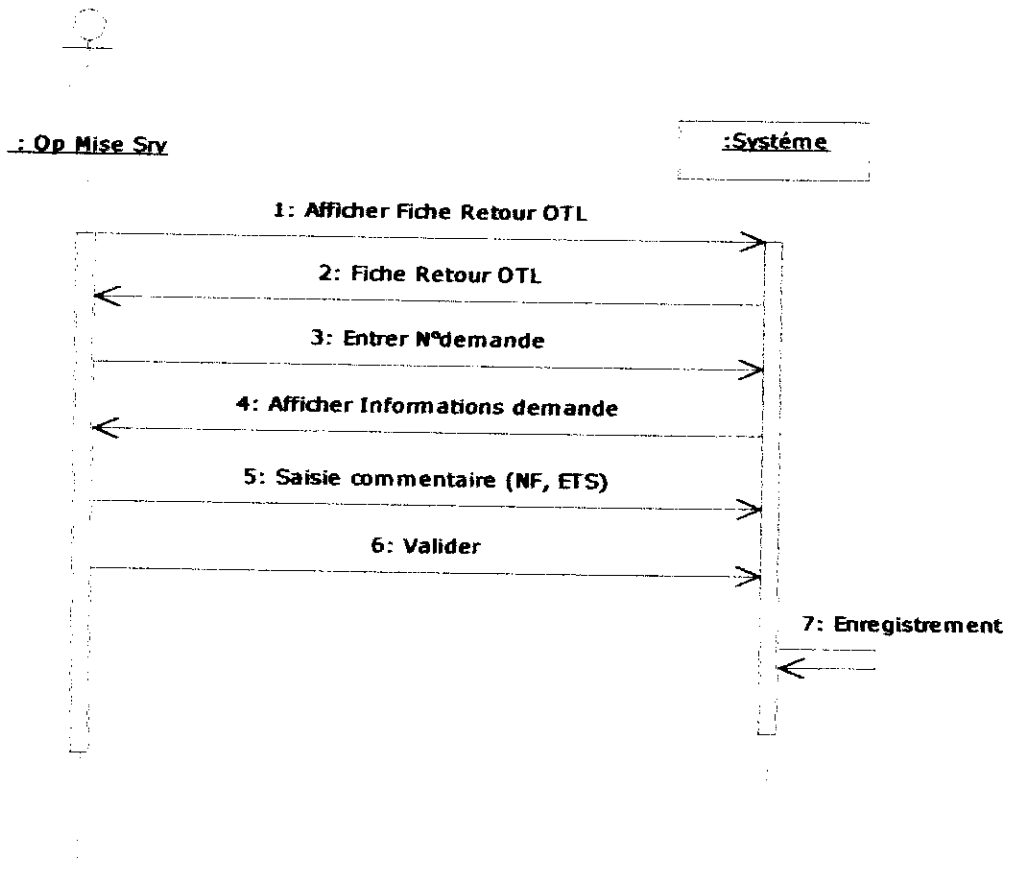 : Op Mise Srv
:Systéme
1: Afficher Fiche Retour OTL
2: Fiche Retour OTL
3: Entrer Nºdemande
4: Afficher Informations demande
5: Saisie commentaire (NF, ETS)
6: Valider
7: Enregistrement